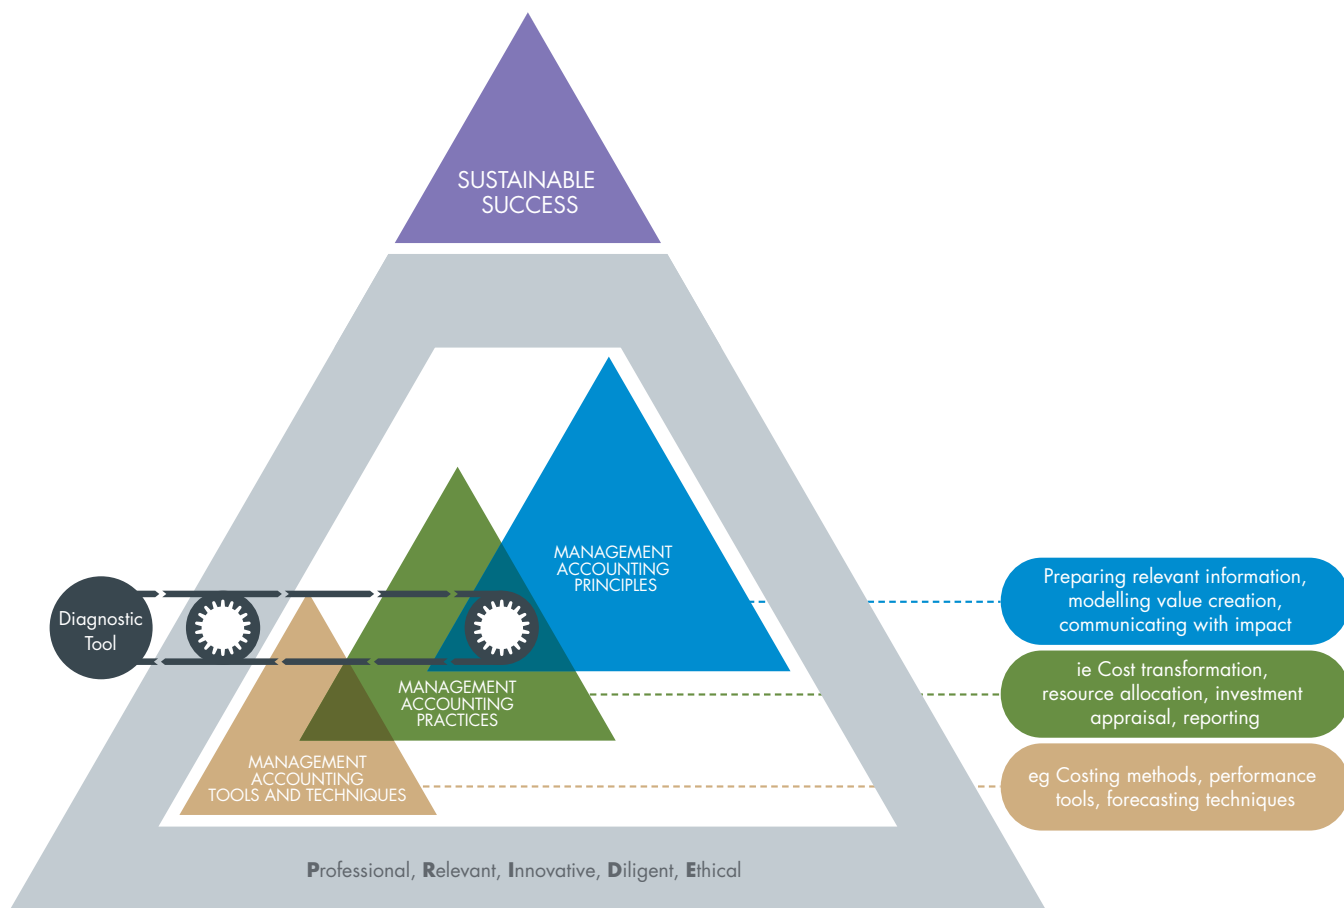 SUSTAINABLE
SUCCESS
MANAGEMENT
ACCOUNTING
PRINCIPLES
Preparing relevant information,
modelling value creation,
communicating with impact
Diagnostic
Tool
MANAGEMENT
ACCOUNTING
PRACTICES
ie Cost transformation,
resource allocation, investment
appraisal, reporting
MANAGEMENT
ACCOUNTING
TOOLS AND TECHNIQUES
eg Costing methods, performance
tools, forecasting techniques
Professional, Relevant, Innovative, Diligent, Ethical